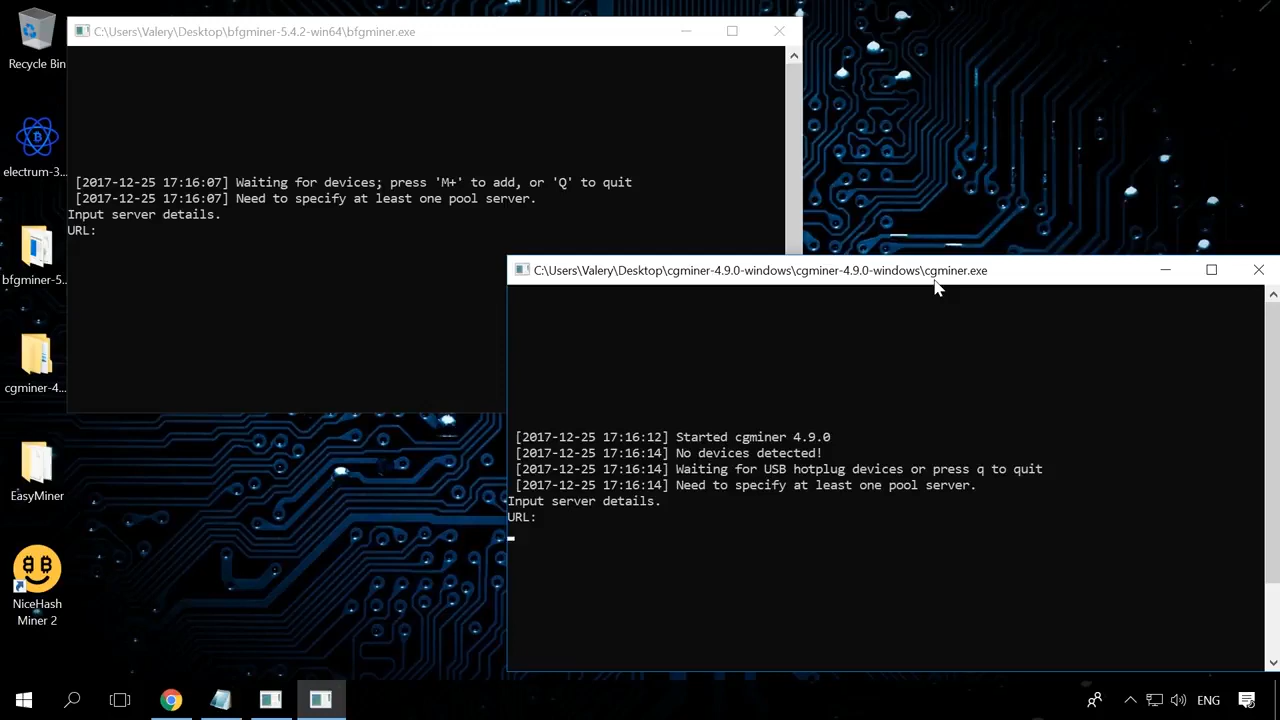 Recycle Bin
electrum-3...
bfgminer-5...
cgminer-4...
EasyMiner
NiceHash
Miner 2
C:\Users\Valery\Desktop\bfgminer-5.4.2-win64\bfgminer.exe
[2017-12-25 17:16:07] Waiting for devices; press 'M+' to add, or 'Q' to quit
[2017-12-25 17:16:07] Need to specify at least one pool server.
Input server details.
URL:
C:\Users\Valery\Desktop\cgminer-4.9.0-windows\cgminer-4.9.0-windows\cgminer.exe
[2017-12-25 17:16:12] Started cgminer 4.9.0
[2017-12-25 17:16:14] No devices detected!
[2017-12-25 17:16:14] Waiting for USB hotplug devices or press q to quit
[2017-12-25 17:16:14] Need to specify at least one pool server.
Input server details.
URL:
ENG